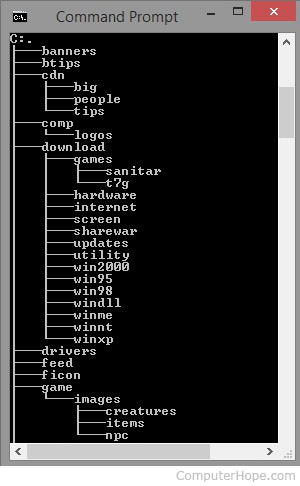 Command Prompt
C:.
banners
btips
cdn
big
people
tips
comp
logos
download
games
sanitar
t7g
hardware
internet
screen
sharewar
updates
utility
win2000
win95
win98
windll
winme
winnt
winxp
drivers
feed
ficon
game
images
creatures
items
npc
ComputerHope.com